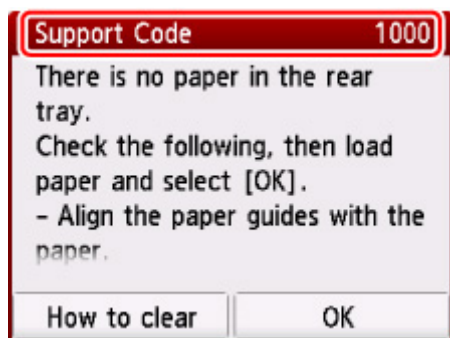 Support Code 1000
There is no paper in the rear
tray.
Check the following, then load
paper and select [OK].
- Align the paper guides with the
paper.
How to clear OK